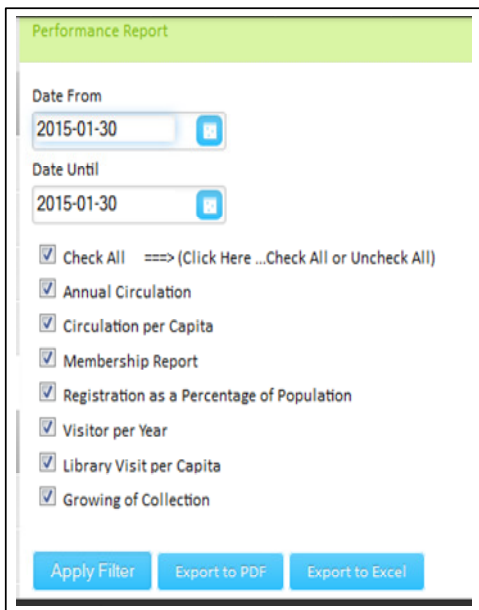 Performance Report
Date From
2015-01-30
Date Until
2015-01-30
Check All ===> (Click Here ...Check All or Uncheck All)
Annual Circulation
Circulation per Capita
Membership Report
Registration as a Percentage of Population
Visitor per Year
Library Visit per Capita
Growing of Collection
Apply Filter Export to PDF Export to Excel